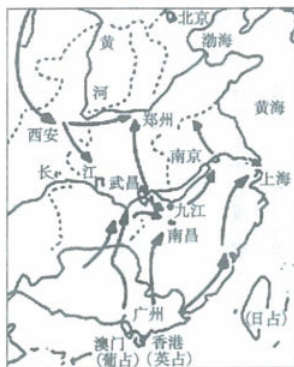 北京
渤海
黄
河
黄海
郑州
西安
南京
长
江
武昌
上海
九江
南昌
广州
(日占)
澳门
(葡占)
香港
(英占)